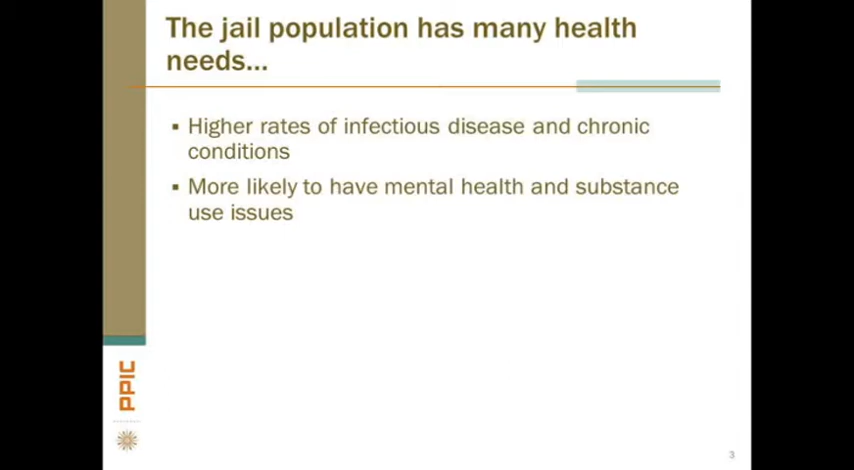 The jail population has many health
needs...
▪ Higher rates of infectious disease and chronic
conditions
▪ More likely to have mental health and substance
use issues
PPIC
3